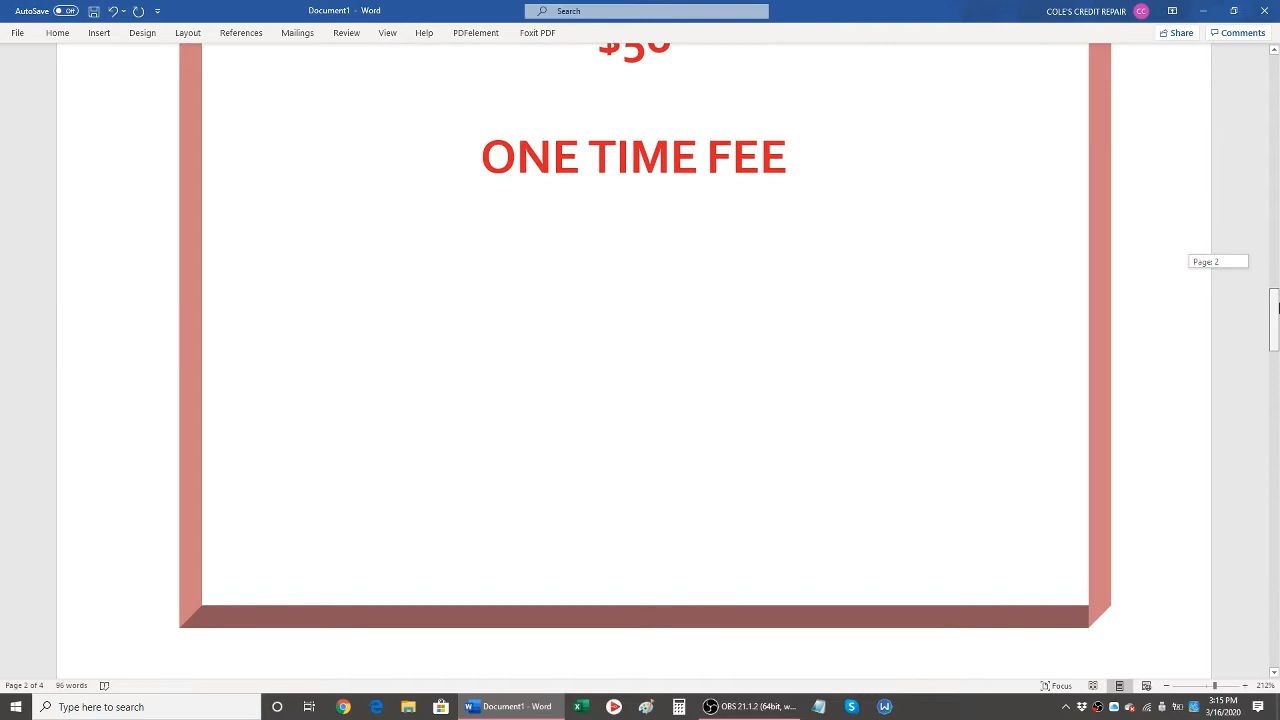 AutoSave Off
Document1 - Word
Search
COLE'S CREDIT REPAIR CC
File Home Insert Design Layout References Mailings Review View Help PDFelement Foxit PDF
Share Comments
ONE TIME FEE
Page: 2
Page 2 of 4 96 words
Focus
212%
Type here to search
Document1 - Word
OBS 21.1.2 (64bit, w...
3:15 PM
3/16/2020